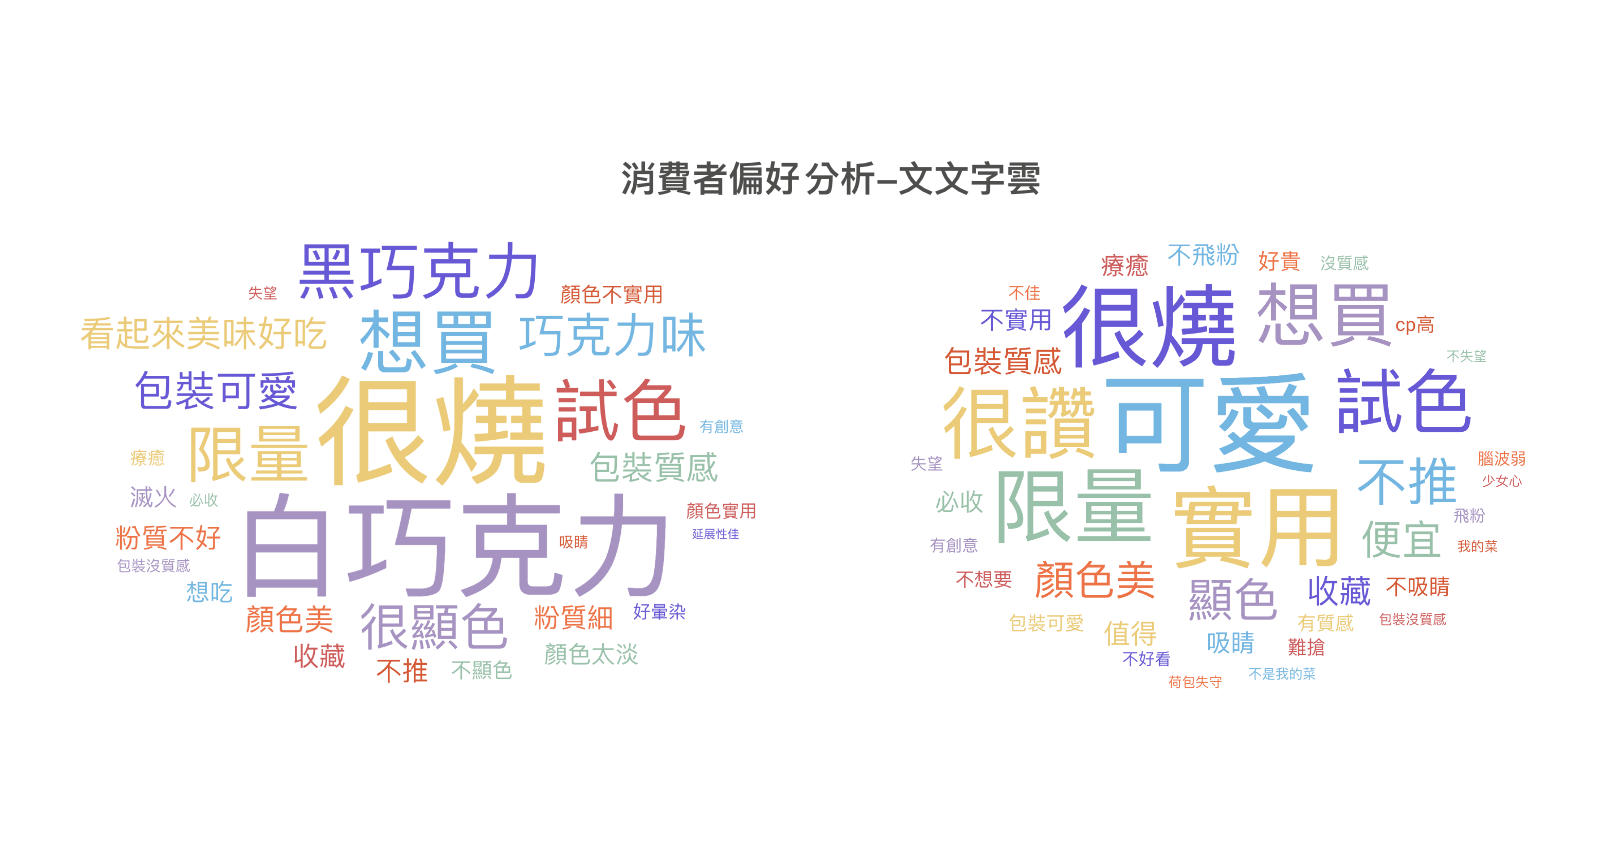 消費者偏好分析–文文字雲
黑巧克力
失望
顏色不實用
看起來美味好吃
想買
巧克力味
包裝可愛
很燒
試色
有創意
限量
療癒
包裝質感
滅火
必收
白巧克力
顏色實用
粉質不好
吸睛
延展性佳
包裝沒質感
想吃
顏色美
很顯色
粉質細
好暈染
收藏
不推
不顯色
顏色太淡
療癒
不飛粉
好貴
沒質感
不佳
不實用
很燒
想買
cp高
包裝質感
不失望
很讚
可愛
試色
失望
不推
腦波弱
少女心
必收
限量
實用
便宜
飛粉
有創意
我的菜
不想要
顏色美
顯色
收藏
不吸睛
包裝可愛
值得
吸睛
有質感
包裝沒質感
難搶
不好看
不是我的菜
荷包失守